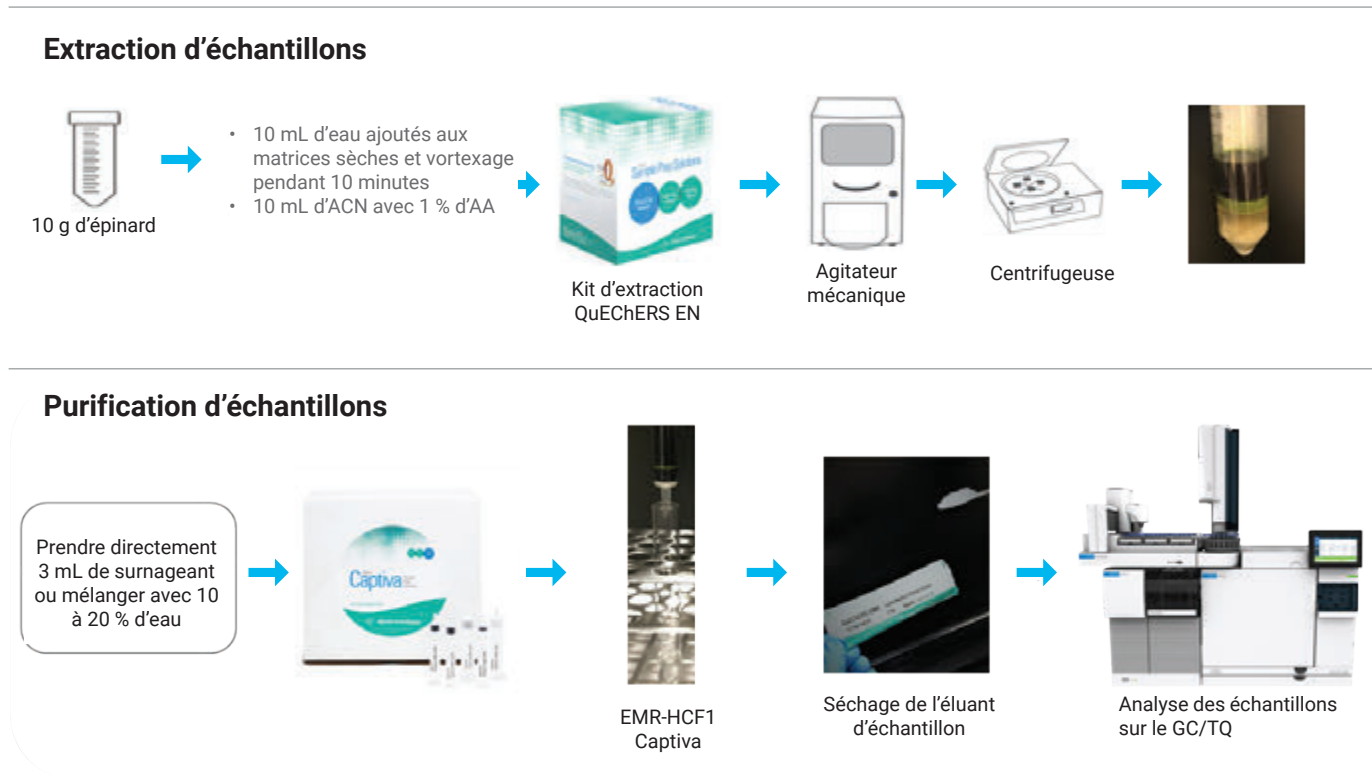 Extraction d’échantillons
10 g d’épinard
• 10 mL d’eau ajoutés aux
matrices sèches et vortexage
pendant 10 minutes
• 10 mL d’ACN avec 1 % d’AA
Sample Prep Solutions
Kit d’extraction
QuEChERS EN
Agitateur
mécanique
Centrifugeuse
Purification d’échantillons
Prendre directement
3 mL de surnageant
ou mélanger avec 10
à 20 % d’eau
Captiva
EMR-HCF1
Captiva
Séchage de l’éluant
d’échantillon
Analyse des échantillons
sur le GC/TQ